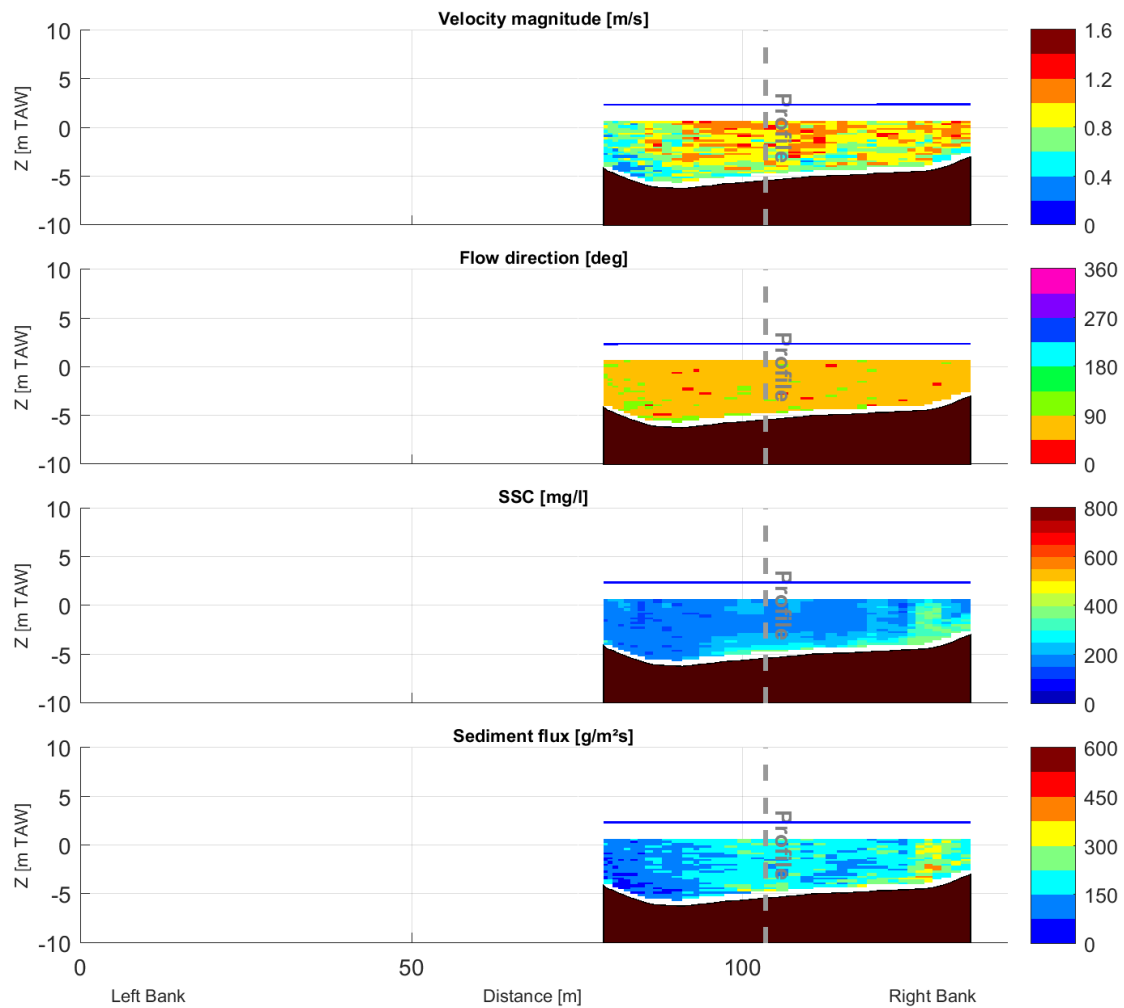 Velocity magnitude [m/s]
10
5
0
-5
-10
Z [m TAW]
Profile
1.6
1.2
0.8
0.4
0
Flow direction [deg]
10
5
0
-5
-10
Z [m TAW]
Profile
360
270
180
90
0
SSC [mg/l]
10
5
0
-5
-10
Z [m TAW]
Profile
800
600
400
200
0
Sediment flux [g/m²s]
10
5
0
-5
-10
Z [m TAW]
Profile
600
450
300
150
0
0 50 100
Left Bank Distance [m] Right Bank